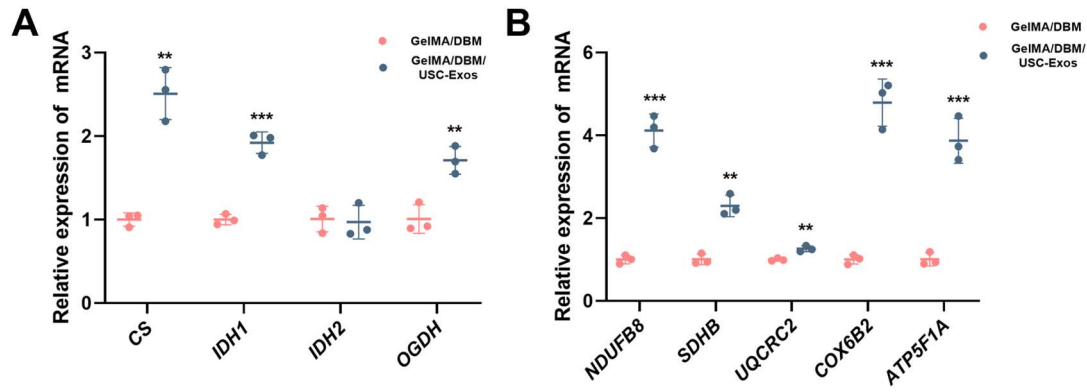 A
Relative expression of mRNA
3
2
1
0
GelMA/DBM
GelMA/DBM/
USC-Exos
**
***
**
CS
IDH1
IDH2
OGDH
B
Relative expression of mRNA
6
4
2
0
GelMA/DBM
GelMA/DBM/
USC-Exos
***
**
**
***
***
NDUFB8
SDHB
UQCRC2
COX6B2
ATP5F1A